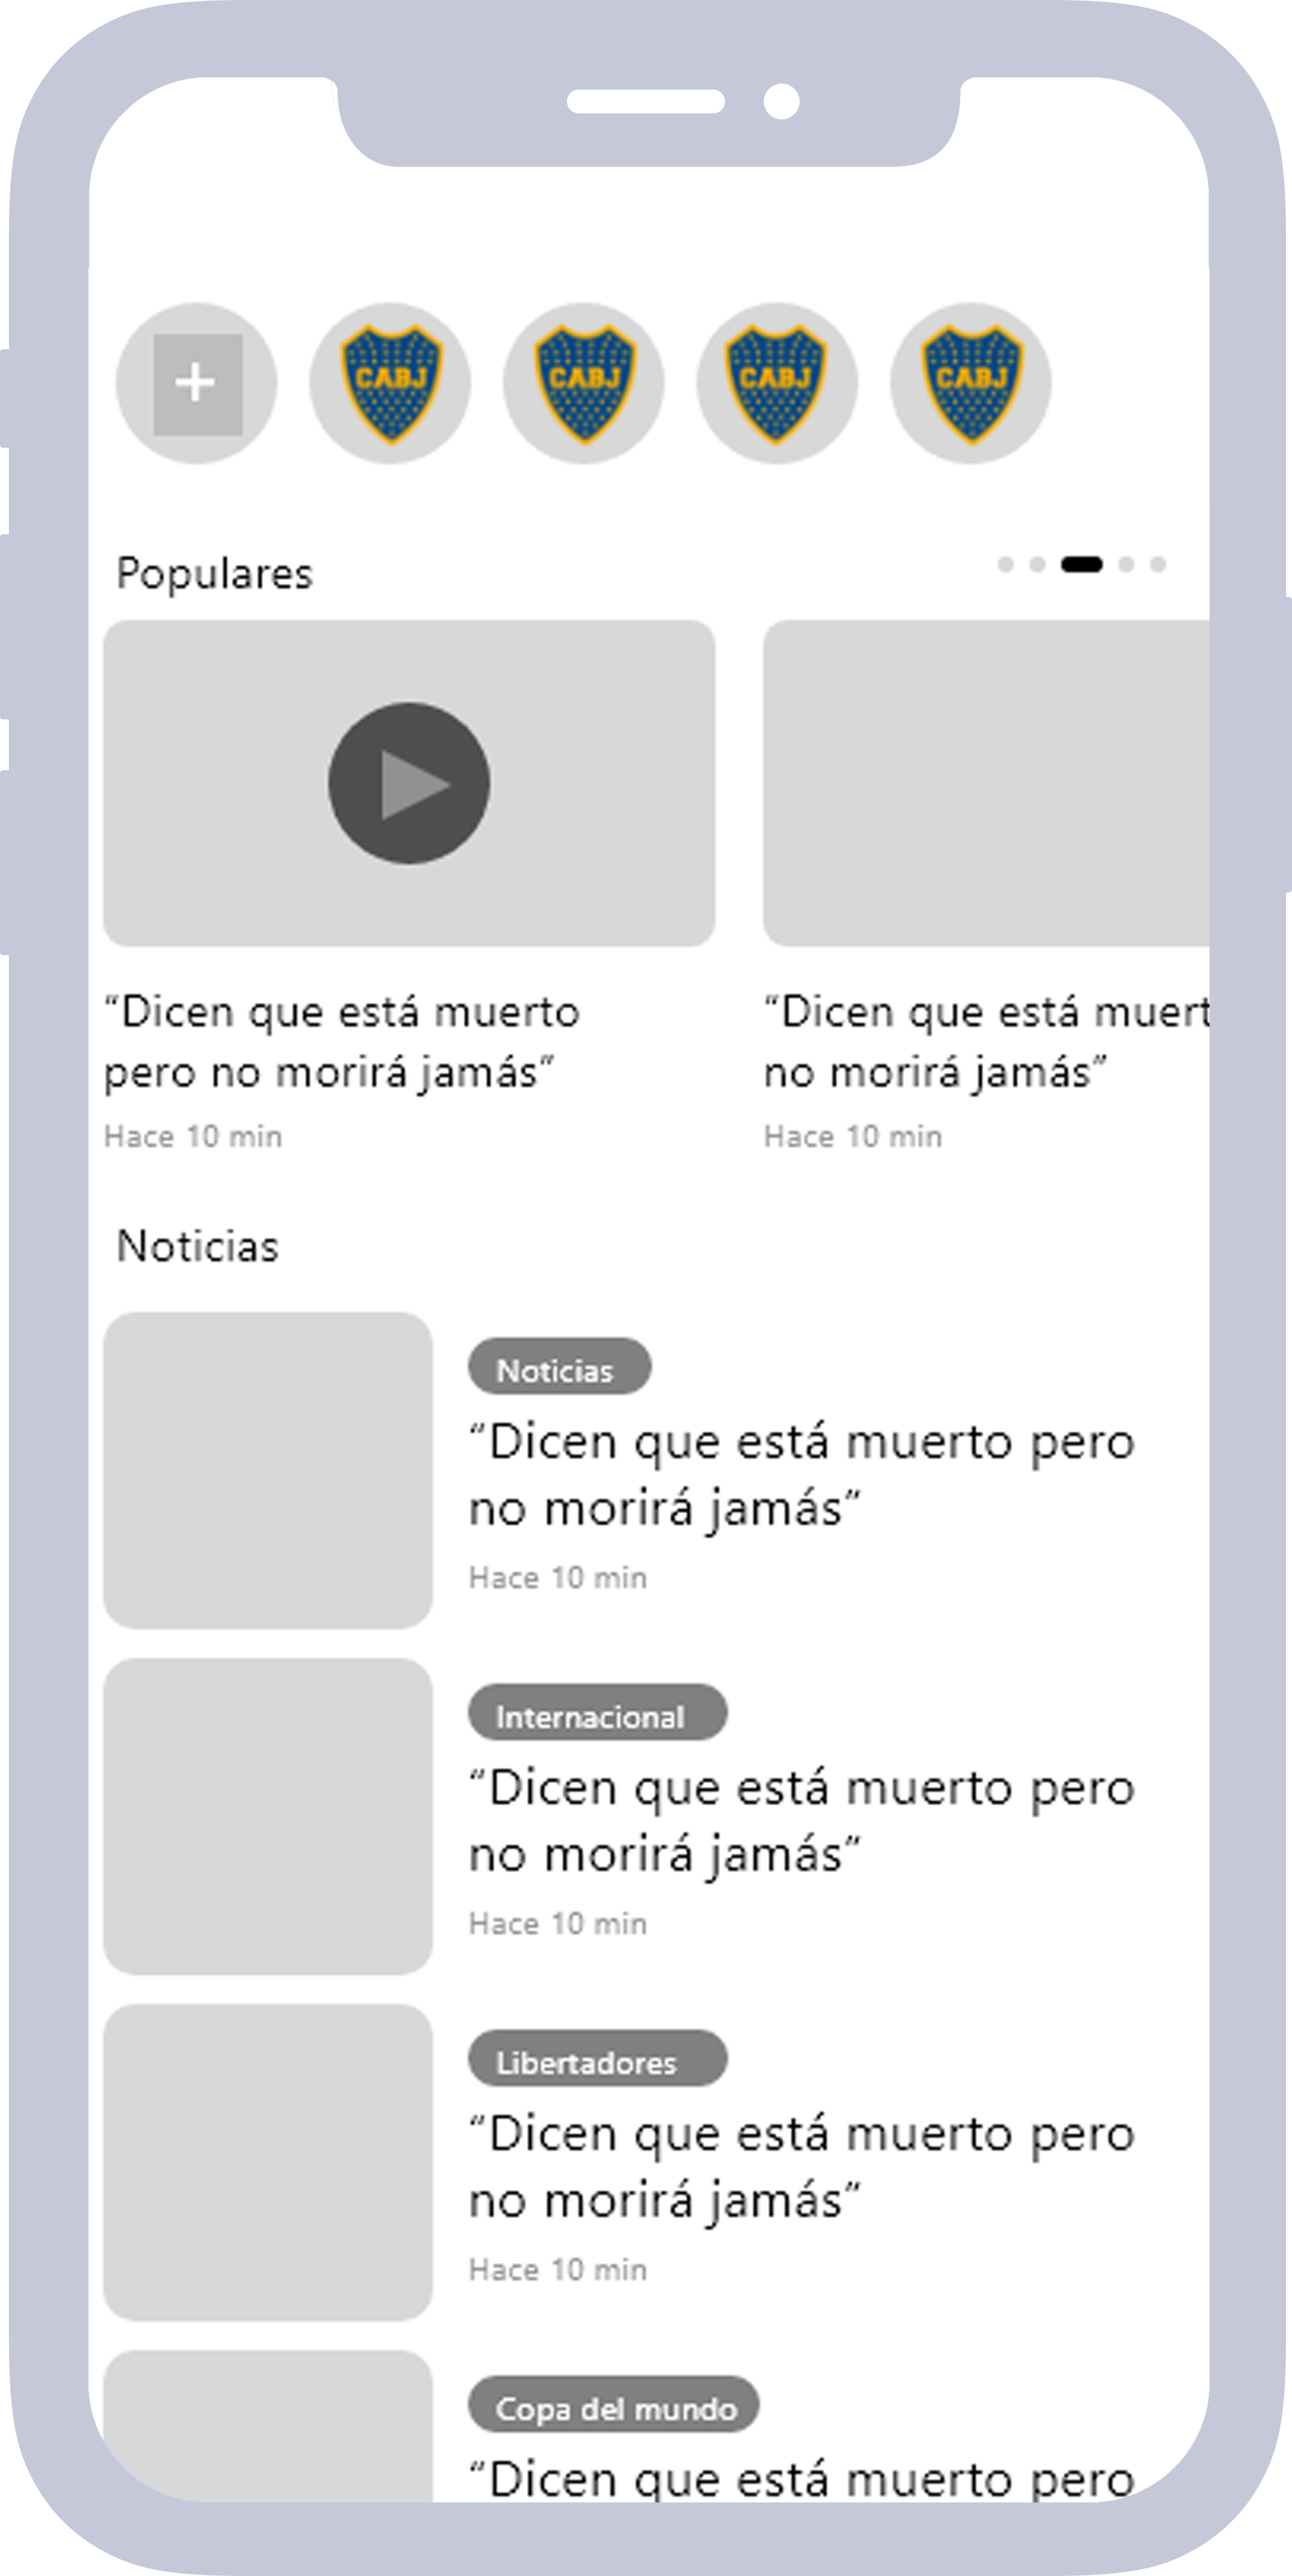 CABJ CABJ CABJ CABJ
Populares
“Dicen que está muerto
pero no morirá jamás”
Hace 10 min
“Dicen que está muert
no morirá jamás”
Hace 10 min
Noticias
Noticias
“Dicen que está muerto pero
no morirá jamás”
Hace 10 min
Internacional
“Dicen que está muerto pero
no morirá jamás”
Hace 10 min
Libertadores
“Dicen que está muerto pero
no morirá jamás”
Hace 10 min
Copa del mundo
“Dicen que está muerto pero